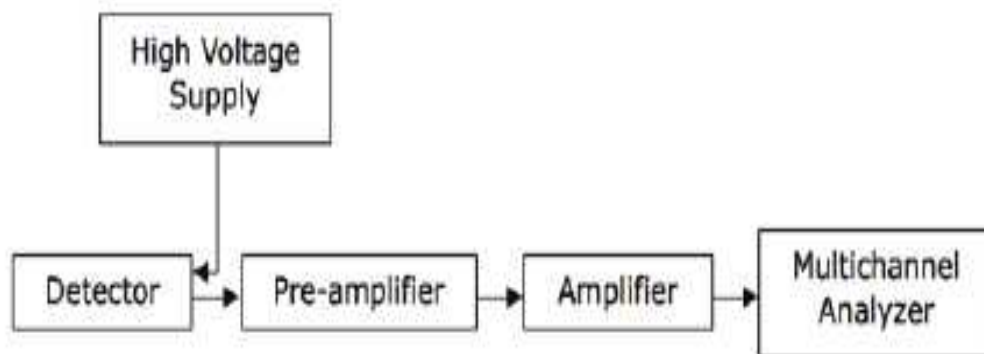 High Voltage
Supply
Detector
Pre-amplifier
Amplifier
Multichannel
Analyzer